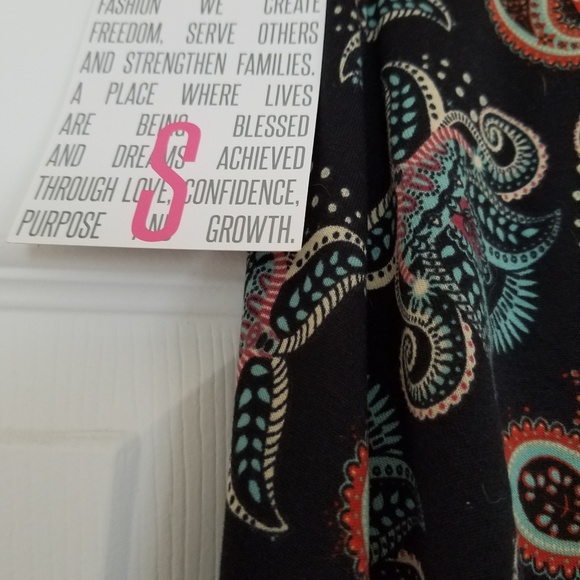 FASHION WE CREATE
FREEDOM, SERVE OTHERS
AND STRENGTHEN FAMILIES.
A PLACE WHERE LIVES
ARE BEING BLESSED
AND DREAMS ACHIEVED
THROUGH LOVE, CONFIDENCE,
PURPOSE AND GROWTH.
S